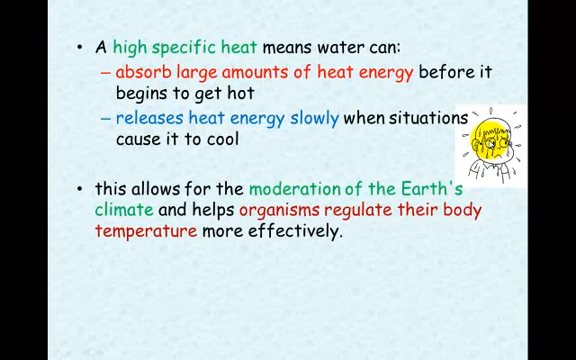 • A high specific heat means water can:
– absorb large amounts of heat energy before it
begins to get hot
– releases heat energy slowly when situations
cause it to cool
• this allows for the moderation of the Earth's
climate and helps organisms regulate their body
temperature more effectively.